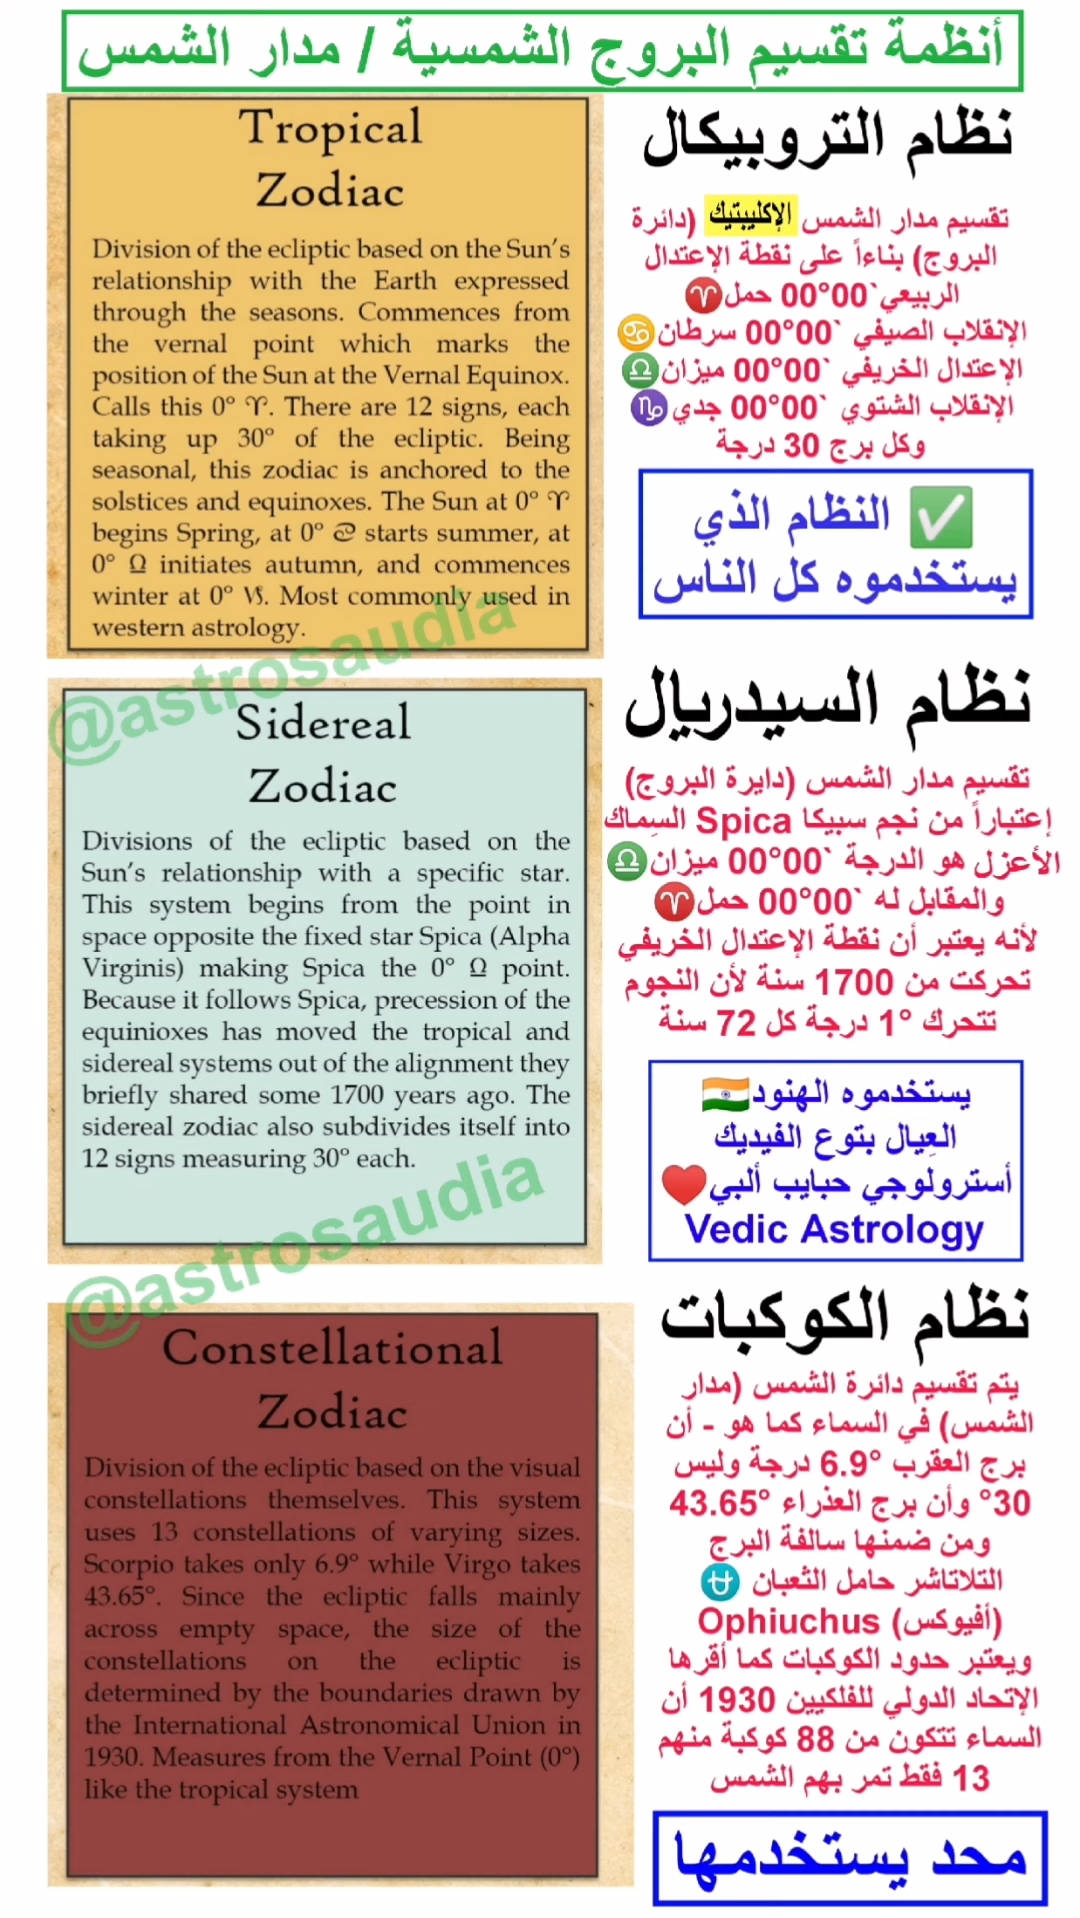 أنظمة تقسيم البروج الشمسية / مدار الشمس
Tropical
Zodiac
Division of the ecliptic based on the Sun’s
relationship with the Earth expressed
through the seasons. Commences from
the vernal point which marks the
position of the Sun at the Vernal Equinox.
Calls this 0° ♈. There are 12 signs, each
taking up 30° of the ecliptic. Being
seasonal, this zodiac is anchored to the
solstices and equinoxes. The Sun at 0° ♈
begins Spring, at 0° ♋ starts summer, at
0° Ω initiates autumn, and commences
winter at 0° ♑. Most commonly used in
western astrology.
نظام التروبيكال
تقسيم مدار الشمس الإكليبتيك (دائرة
البروج) بناءاً على نقطة الإعتدال
الربيعي`00°00 حمل♈
الإنقلاب الصيفي `00°00 سرطان♋
الإعتدال الخريفي `00°00 ميزان♎
الإنقلاب الشتوي `00°00 جدي♑
وكل برج 30 درجة
✅ النظام الذي
يستخدموه كل الناس
@astrosaudia
Sidereal
Zodiac
Divisions of the ecliptic based on the
Sun’s relationship with a specific star.
This system begins from the point in
space opposite the fixed star Spica (Alpha
Virginis) making Spica the 0° Ω point.
Because it follows Spica, precession of the
equinioxes has moved the tropical and
sidereal systems out of the alignment they
briefly shared some 1700 years ago. The
sidereal zodiac also subdivides itself into
12 signs measuring 30° each.
نظام السيدريال
تقسيم مدار الشمس (دايرة البروج)
إعتباراً من نجم سبيكا Spica السِماك
الأعزل هو الدرجة `00°00 ميزان♎
والمقابل له `00°00 حمل♈
لأنه يعتبر أن نقطة الإعتدال الخريفي
تحركت من 1700 سنة لأن النجوم
تتحرك °1 درجة كل 72 سنة
يستخدموه الهنود🇮🇳
العِيال بتوع الفيديك
أسترولوجي حبايب ألبي♥
Vedic Astrology
@astrosaudia
Constellational
Zodiac
Division of the ecliptic based on the visual
constellations themselves. This system
uses 13 constellations of varying sizes.
Scorpio takes only 6.9° while Virgo takes
43.65°. Since the ecliptic falls mainly
across empty space, the size of the
constellations on the ecliptic is
determined by the boundaries drawn by
the International Astronomical Union in
1930. Measures from the Vernal Point (0°)
like the tropical system
نظام الكوكبات
يتم تقسيم دائرة الشمس (مدار
الشمس) في السماء كما هو - أن
برج العقرب °6.9 درجة وليس
30° وأن برج العذراء °43.65
ومن ضمنها سالفة البرج
التلاتاشر حامل الثعبان ⛎
(أفيوكس) Ophiuchus
ويعتبر حدود الكوكبات كما أقرها
الإتحاد الدولي للفلكيين 1930 أن
السماء تتكون من 88 كوكبة منهم
13 فقط تمر بهم الشمس
محد يستخدمها